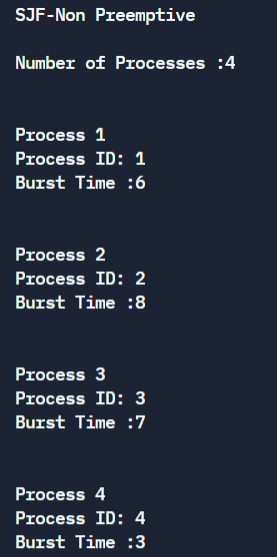 SJF-Non Preemptive
Number of Processes :4
Process 1
Process ID: 1
Burst Time :6
Process 2
Process ID: 2
Burst Time :8
Process 3
Process ID: 3
Burst Time :7
Process 4
Process ID: 4
Burst Time :3